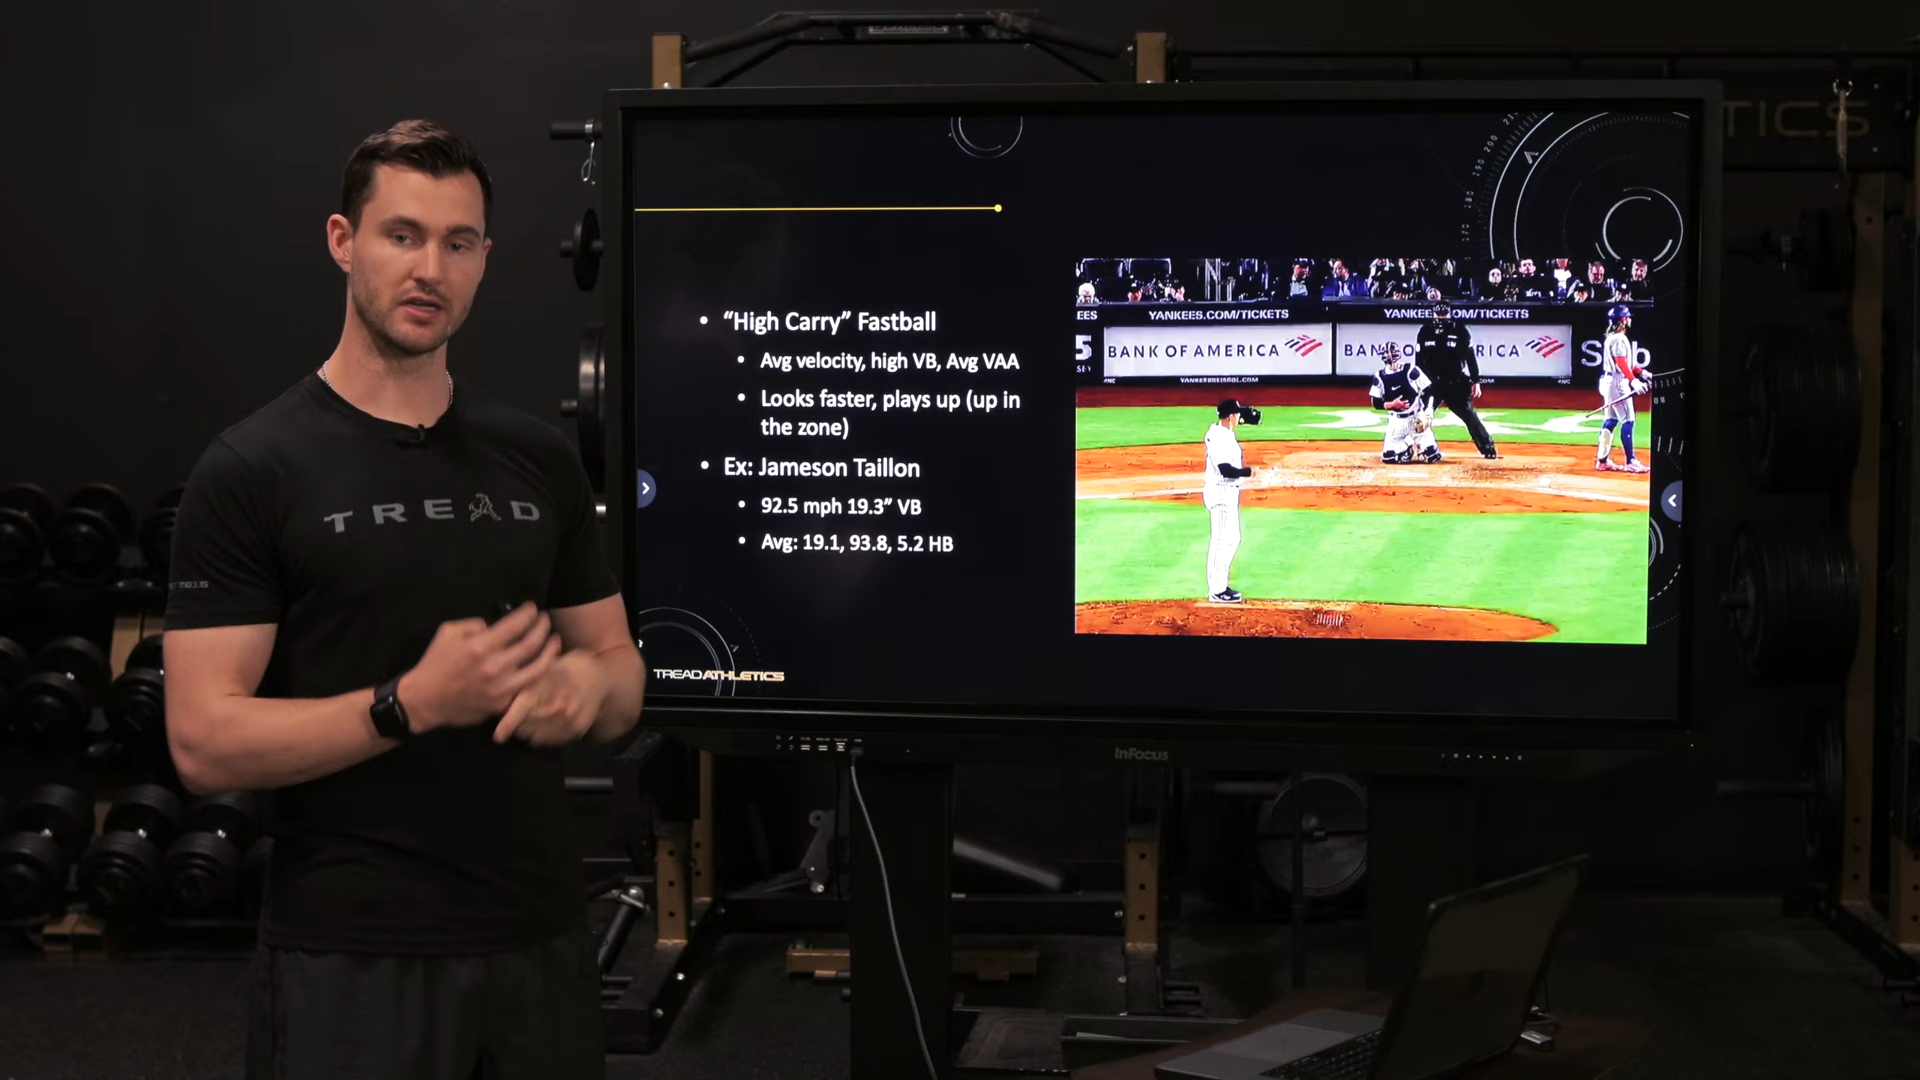 TICS
YANKEES.COM/TICKETS
BANK OF AMERICA
“High Carry” Fastball
Avg velocity, high VB, Avg VAA
Looks faster, plays up (up in
the zone)
Ex: Jameson Taillon
92.5 mph 19.3” VB
Avg: 19.1, 93.8, 5.2 HB
TREAD
TREADATHLETICS
InFocus